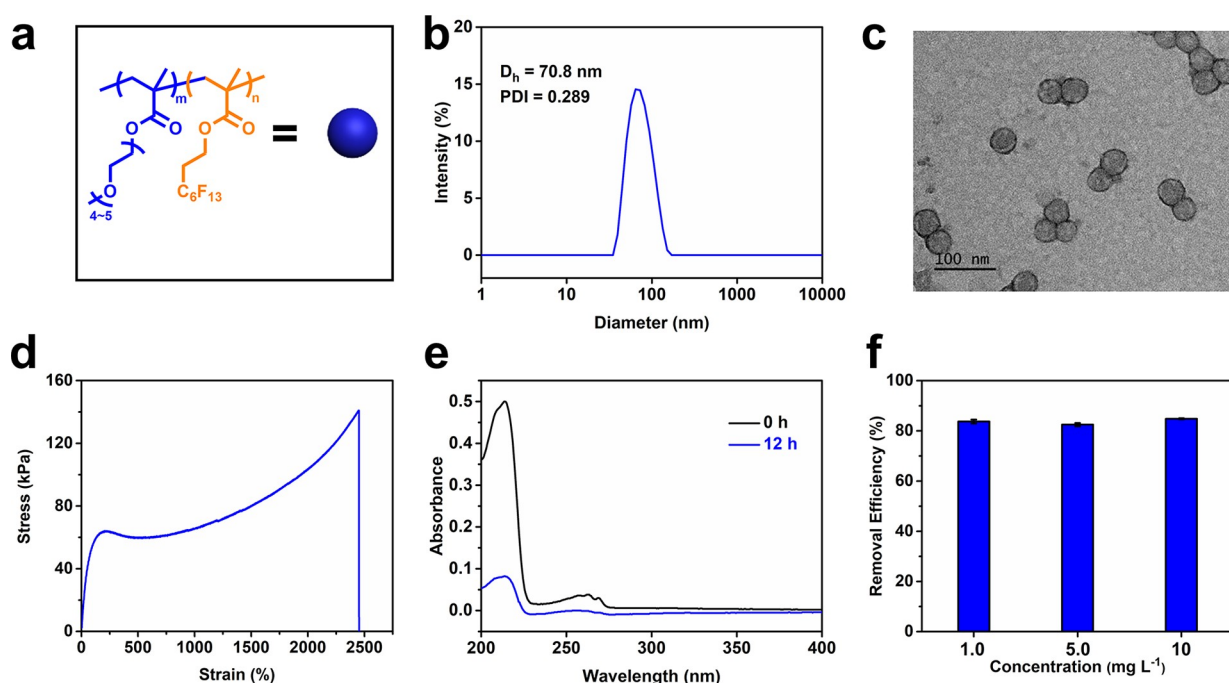 a
m
n
O
O
O
O
=
O
4~5
C6F13
b
Dh = 70.8 nm
PDI = 0.289
20
15
10
5
0
Intensity (%)
1 10 100 1000 10000
Diameter (nm)
c
100 nm
d
160
120
80
40
0
Stress (kPa)
0 500 1000 1500 2000 2500
Strain (%)
e
0 h
12 h
0.5
0.4
0.3
0.2
0.1
0.0
Absorbance
200 250 300 350 400
Wavelength (nm)
f
100
80
60
40
20
0
Removal Efficiency (%)
1.0 5.0 10
Concentration (mg L-1)